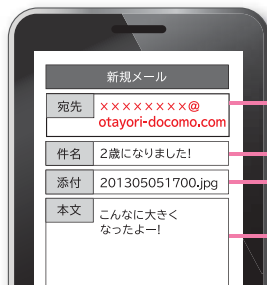 新規メール
宛先
××××××××@
otayori-docomo.com
件名
2歳になりました!
添付
201305051700.jpg
本文
こんなに大きく
なったよー!